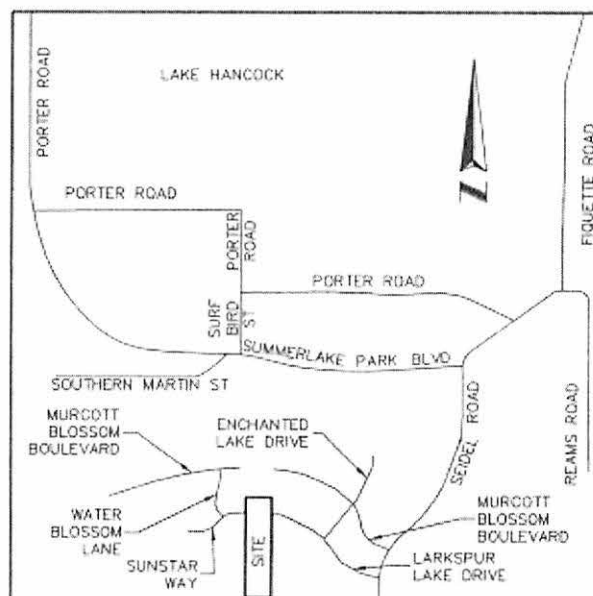 PORTER ROAD
LAKE HANCOCK
FIQUETTE ROAD
N
PORTER ROAD
PORTER
ROAD
PORTER ROAD
SURF
BIRD ST
SUMMERLAKE PARK BLVD
SOUTHERN MARTIN ST
SEIDEL ROAD
REAMS ROAD
MURCOTT
BLOSSOM
BOULEVARD
ENCHANTED
LAKE DRIVE
WATER
BLOSSOM
LANE
SUNSTAR
WAY
SITE
MURCOTT
BLOSSOM
BOULEVARD
LARKSPUR
LAKE DRIVE